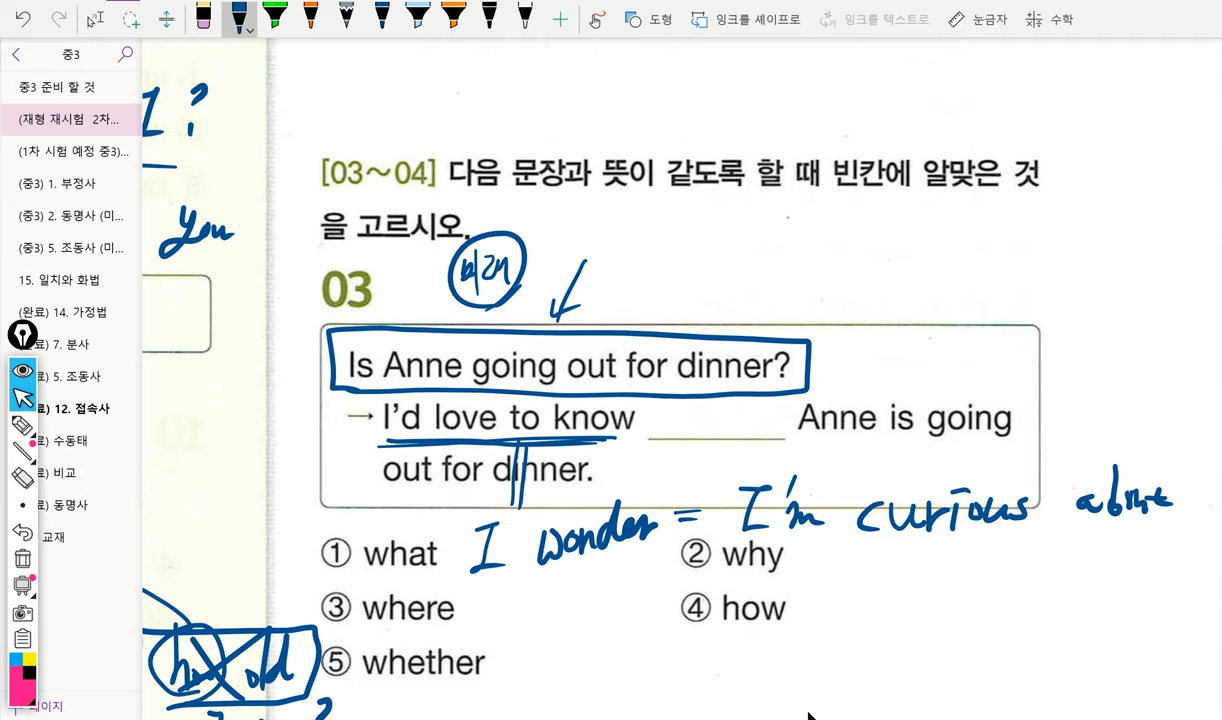 도형
잉크를 셰이프로
잉크를 텍스트로
눈금자
수학
중3
중3 준비 할 것
(재형 재시험 2차...
(1차 시험 예정 중3)...
(중3) 1. 부정사
(중3) 2. 동명사 (미...
(중3) 5. 조동사 (미...
15. 일치와 화법
(완료) 14. 가정법
료) 7. 분사
료) 5. 조동사
료) 12. 접속사
료) 수동태
료) 비교
료) 동명사
교재
페이지
I ?
you
old
[03~04] 다음 문장과 뜻이 같도록 할 때 빈칸에 알맞은 것
을 고르시오.
미래
03
Is Anne going out for dinner?
→ I'd love to know ________ Anne is going
out for dinner.
I wonder = I'm curious about
① what ② why
③ where ④ how
⑤ whether